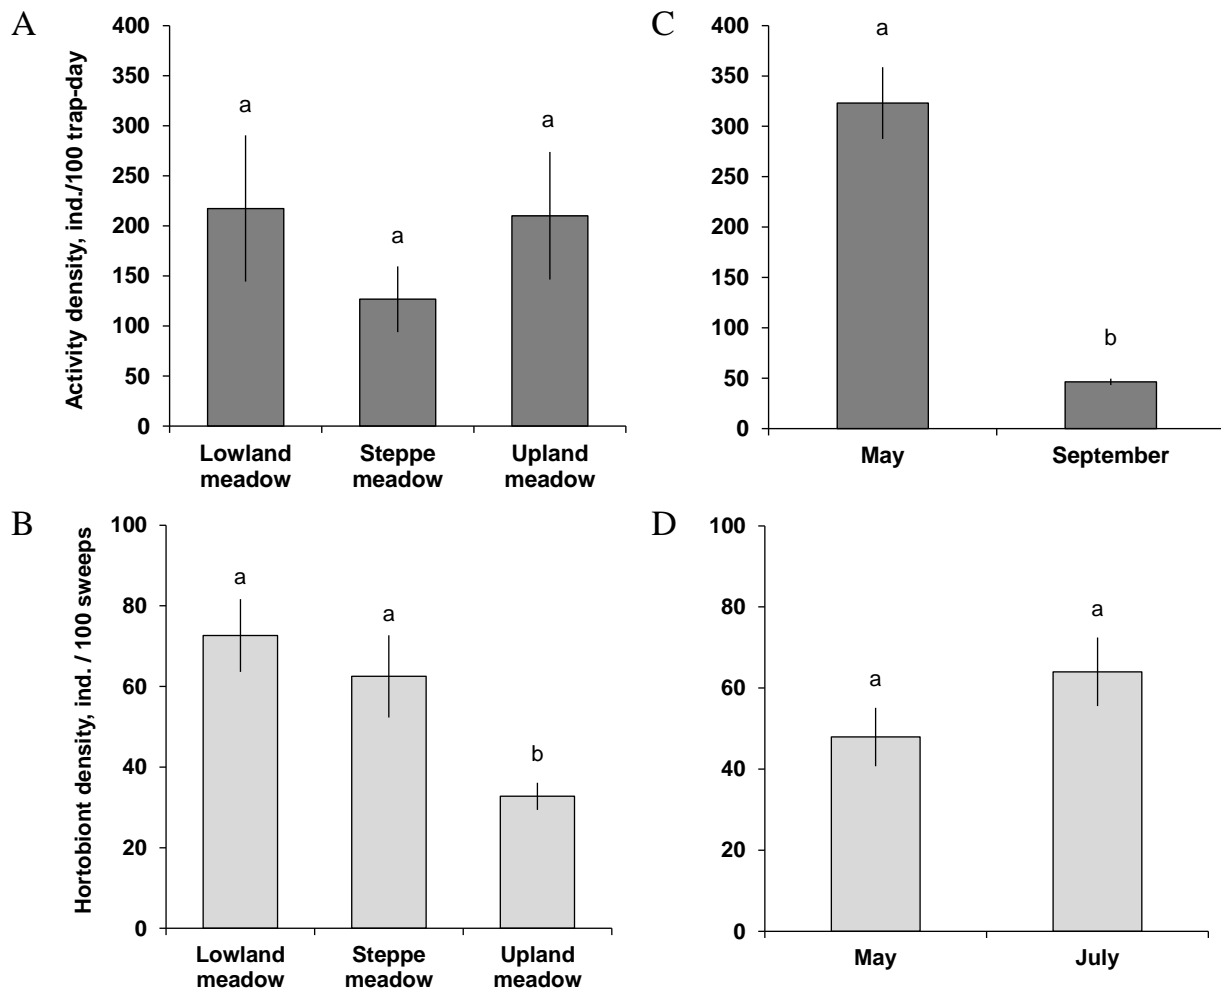 A
400
350
300
250
200
150
100
50
0
Activity density, ind./100 trap-day
a
a
a
Lowland meadow
Steppe meadow
Upland meadow
C
400
350
300
250
200
150
100
50
0
a
b
May
September
B
100
80
60
40
20
0
Hortobiont density, ind. / 100 sweeps
a
a
b
Lowland meadow
Steppe meadow
Upland meadow
D
100
80
60
40
20
0
a
a
May
July